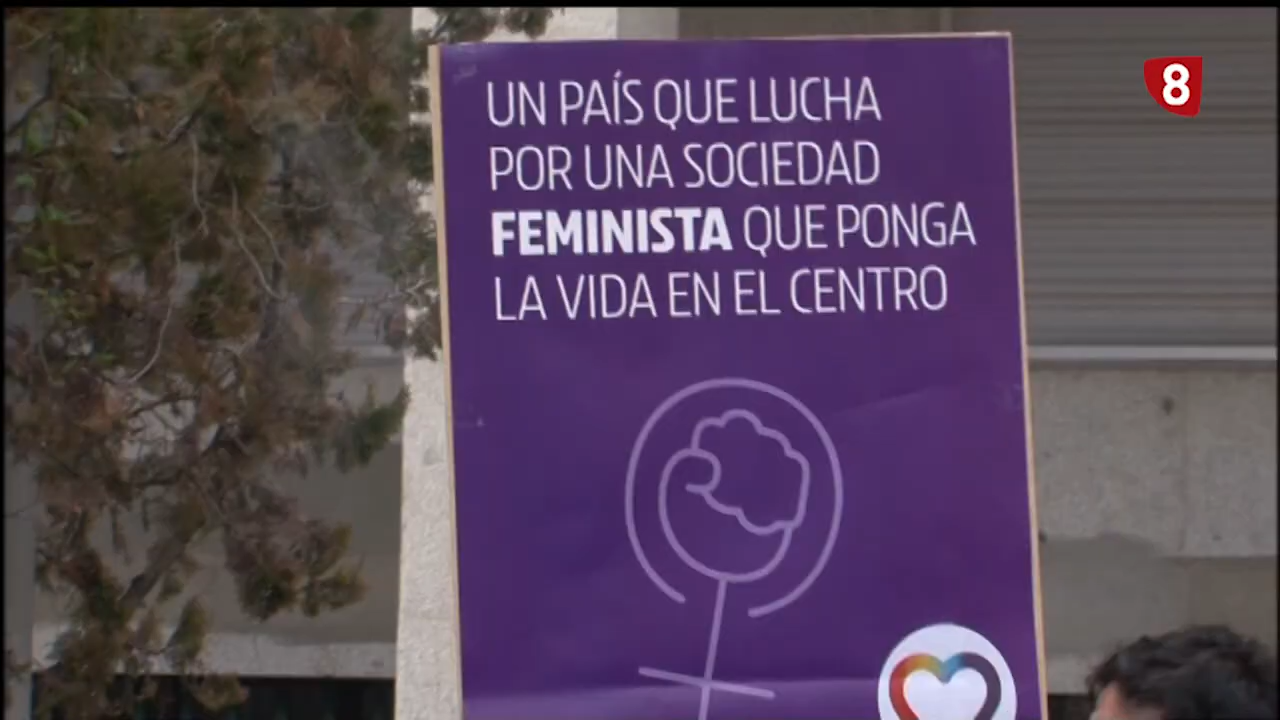 UN PAÍS QUE LUCHA
POR UNA SOCIEDAD
FEMINISTA QUE PONGA
LA VIDA EN EL CENTRO
8